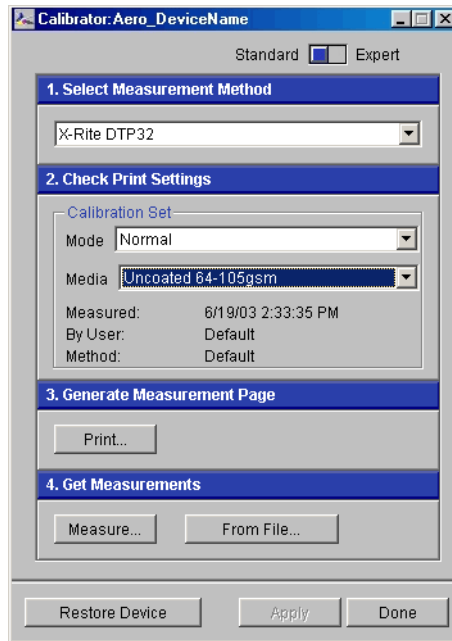 Calibrator:Aero_DeviceName
Standard Expert
1. Select Measurement Method
X-Rite DTP32
2. Check Print Settings
Calibration Set
Mode Normal
Media Uncoated 64-105gsm
Measured: 6/19/03 2:33:35 PM
By User: Default
Method: Default
3. Generate Measurement Page
Print...
4. Get Measurements
Measure... From File...
Restore Device Apply Done